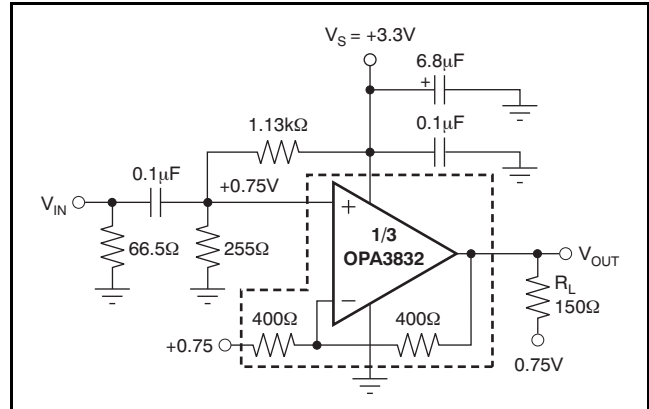 V_S = +3.3V
6.8μF
+
1.13kΩ
0.1μF
0.1μF
+0.75V
V_IN
+
1/3
OPA3832
66.5Ω
255Ω
V_OUT
−
R_L
150Ω
400Ω
400Ω
+0.75
0.75V